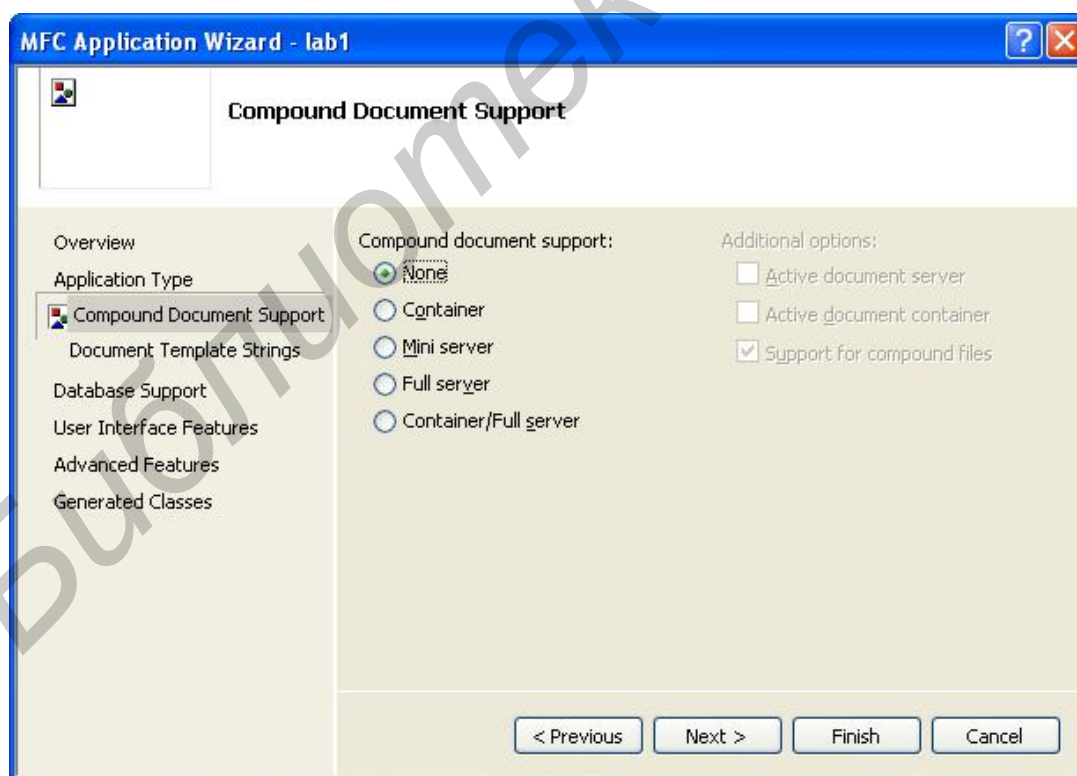 MFC Application Wizard - lab1
Compound Document Support
Overview
Application Type
Compound Document Support
Document Template Strings
Database Support
User Interface Features
Advanced Features
Generated Classes
Compound document support:
None
Container
Mini server
Full server
Container/Full server
Additional options:
Active document server
Active document container
Support for compound files
< Previous
Next >
Finish
Cancel